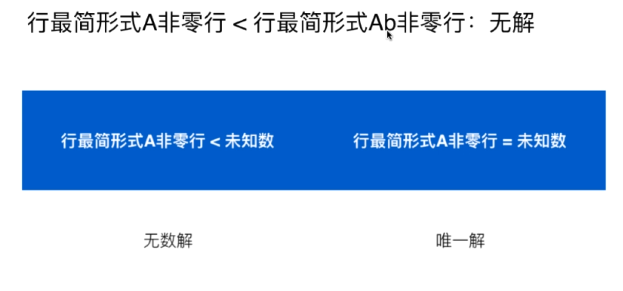 行最简形式A非零行 < 行最简形式Ab非零行：无解
行最简形式A非零行 < 未知数
行最简形式A非零行 = 未知数
无数解
唯一解